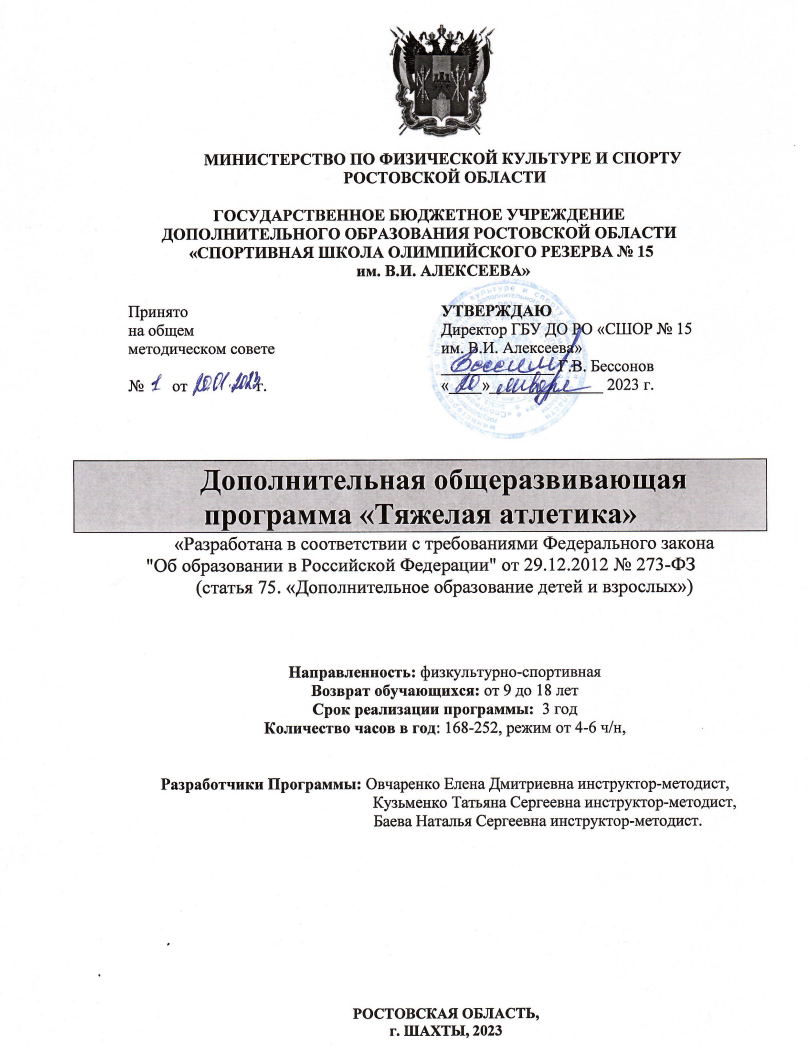 МИНИСТЕРСТВО ПО ФИЗИЧЕСКОЙ КУЛЬТУРЕ И СПОРТУ
РОСТОВСКОЙ ОБЛАСТИ
ГОСУДАРСТВЕННОЕ БЮДЖЕТНОЕ УЧРЕЖДЕНИЕ
ДОПОЛНИТЕЛЬНОГО ОБРАЗОВАНИЯ РОСТОВСКОЙ ОБЛАСТИ
«СПОРТИВНАЯ ШКОЛА ОЛИМПИЙСКОГО РЕЗЕРВА № 15
им. В.И. АЛЕКСЕЕВА»
Принято
на общем
методическом совете
№ 1 от 20.01.2023г.
УТВЕРЖДАЮ
Директор ГБУ ДО РО «СШОР № 15
им. В.И. Алексеева»
Г.В. Бессонов
«20» января 2023 г.
Дополнительная общеразвивающая
программа «Тяжелая атлетика»
«Разработана в соответствии с требованиями Федерального закона
"Об образовании в Российской Федерации" от 29.12.2012 № 273-ФЗ
(статья 75. «Дополнительное образование детей и взрослых»)
Направленность: физкультурно-спортивная
Возврат обучающихся: от 9 до 18 лет
Срок реализации программы: 3 год
Количество часов в год: 168-252, режим от 4-6 ч/н,
Разработчики Программы: Овчаренко Елена Дмитриевна инструктор-методист,
Кузьменко Татьяна Сергеевна инструктор-методист,
Баева Наталья Сергеевна инструктор-методист.
РОСТОВСКАЯ ОБЛАСТЬ,
г. ШАХТЫ, 2023